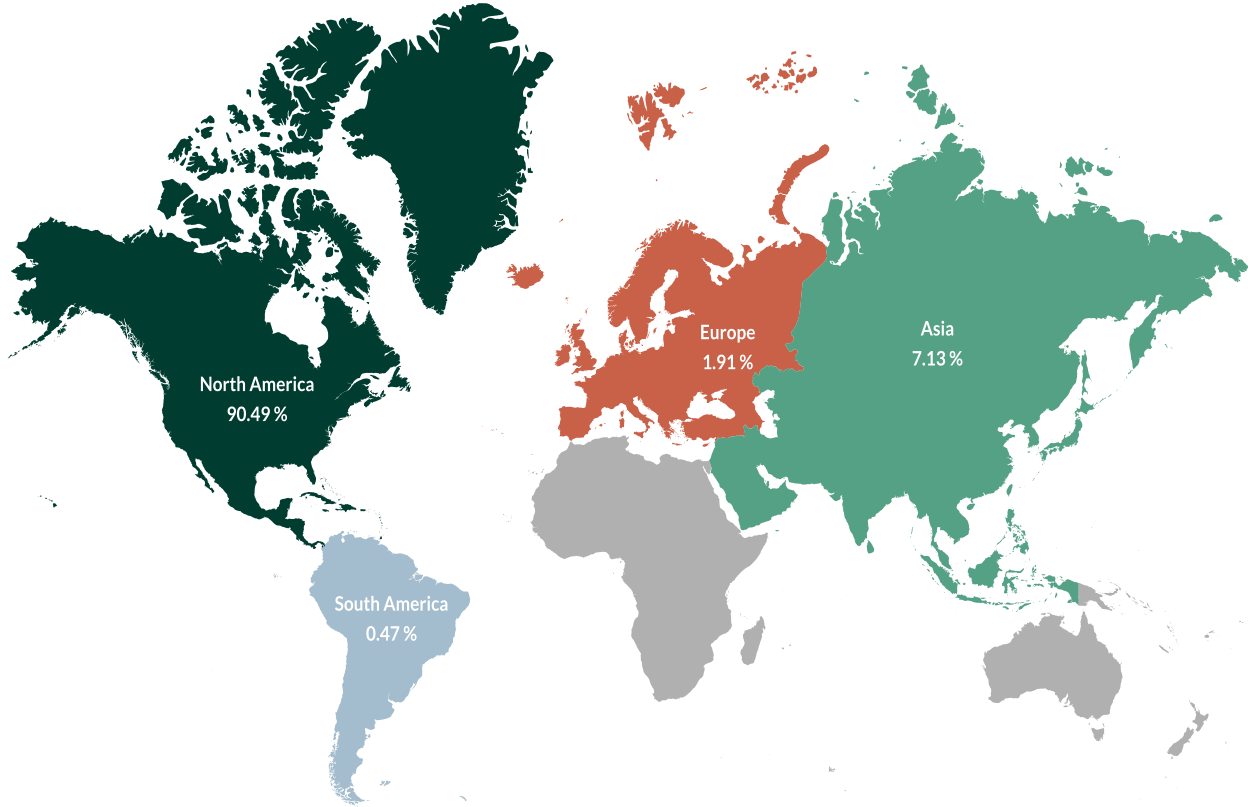 North America
90.49 %
Europe
1.91 %
Asia
7.13 %
South America
0.47 %